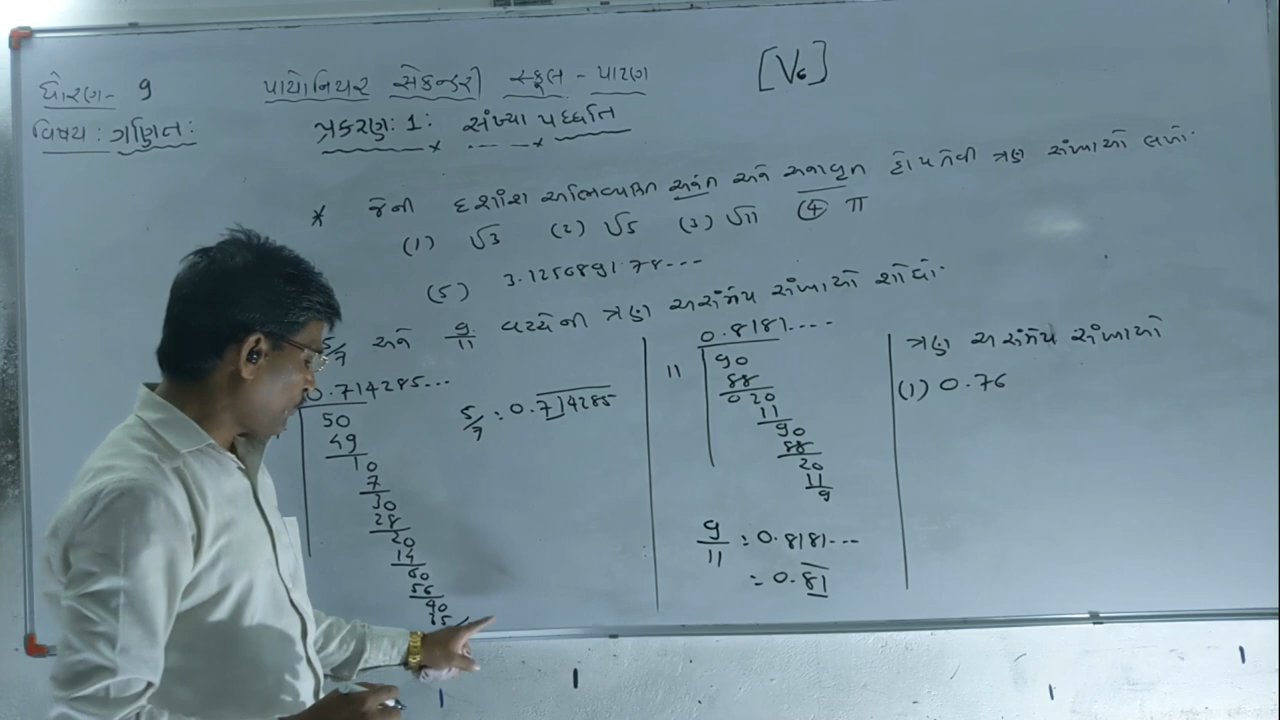 ધોરણ- 9
પાયોનિયર સેકન્ડરી સ્કૂલ - પાટણ
[V6]
વિષય : ગણિત:
પ્રકરણ: 1: સંખ્યા પદ્ધતિ
* જેની દશાંશ અભિવ્યક્તિ અનંત અને અનાવૃત હોય તેવી ત્રણ સંખ્યાઓ લખો.
(1) √3 (2) √5 (3) √11 (4) π
(5) 3.1256891 78---
5/7 અને 9/11 વચ્ચેની ત્રણ અસંમેય સંખ્યાઓ શોધો.
0.714285...
50
49
10
7
30
28
20
14
60
56
40
35
5/7 = 0.714285
0.8181....
11
90
88
020
11
90
88
20
11
9
9/11 = 0.8181---
= 0.81
ત્રણ અસંમેય સંખ્યાઓ
(1) 0.76